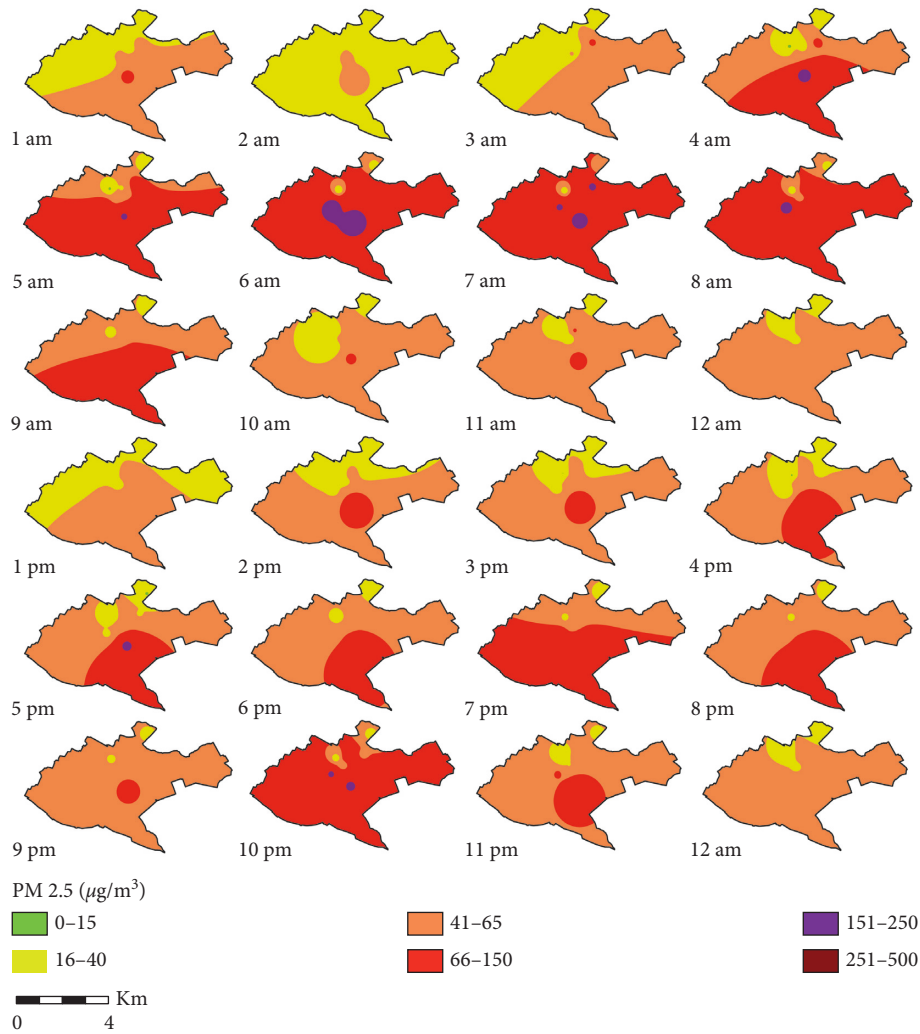 1 am
2 am
3 am
4 am
5 am
6 am
7 am
8 am
9 am
10 am
11 am
12 am
1 pm
2 pm
3 pm
4 pm
5 pm
6 pm
7 pm
8 pm
9 pm
10 pm
11 pm
12 am
PM 2.5 (μg/m³)
0–15
41–65
151–250
16–40
66–150
251–500
Km
0 4